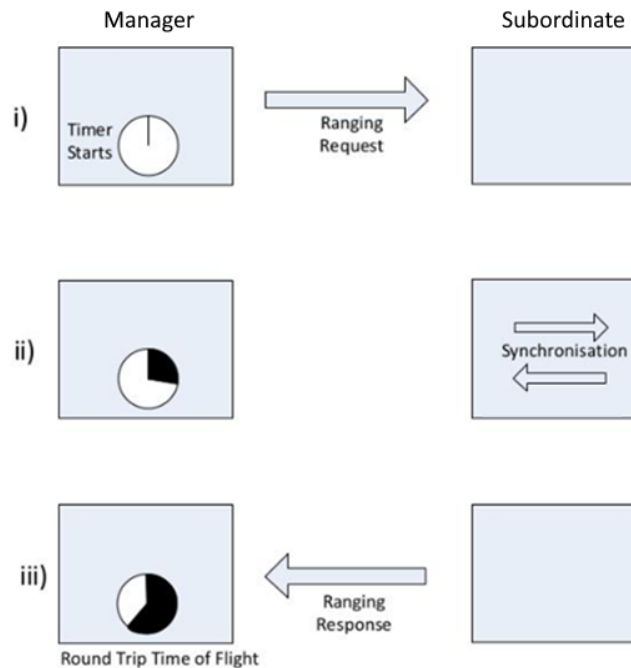 Manager
Subordinate
i)
Timer
Starts
Ranging
Request
ii)
Synchronisation
iii)
Ranging
Response
Round Trip Time of Flight